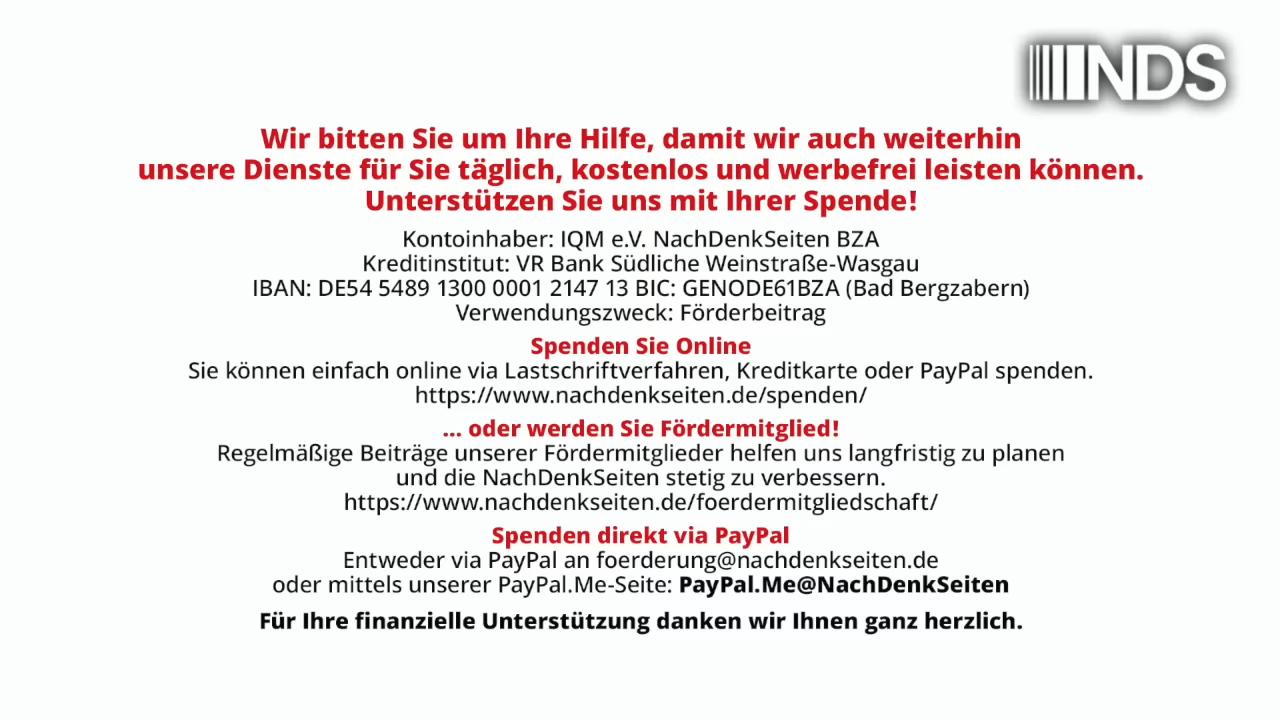 NDS
Wir bitten Sie um Ihre Hilfe, damit wir auch weiterhin
unsere Dienste für Sie täglich, kostenlos und werbefrei leisten können.
Unterstützen Sie uns mit Ihrer Spende!
Kontoinhaber: IQM e.V. NachDenkSeiten BZA
Kreditinstitut: VR Bank Südliche Weinstraße-Wasgau
IBAN: DE54 5489 1300 0001 2147 13 BIC: GENODE61BZA (Bad Bergzabern)
Verwendungszweck: Förderbeitrag
Spenden Sie Online
Sie können einfach online via Lastschriftverfahren, Kreditkarte oder PayPal spenden.
https://www.nachdenkseiten.de/spenden/
... oder werden Sie Fördermitglied!
Regelmäßige Beiträge unserer Fördermitglieder helfen uns langfristig zu planen
und die NachDenkSeiten stetig zu verbessern.
https://www.nachdenkseiten.de/foerdermitgliedschaft/
Spenden direkt via PayPal
Entweder via PayPal an foerderung@nachdenkseiten.de
oder mittels unserer PayPal.Me-Seite: PayPal.Me@NachDenkSeiten
Für Ihre finanzielle Unterstützung danken wir Ihnen ganz herzlich.